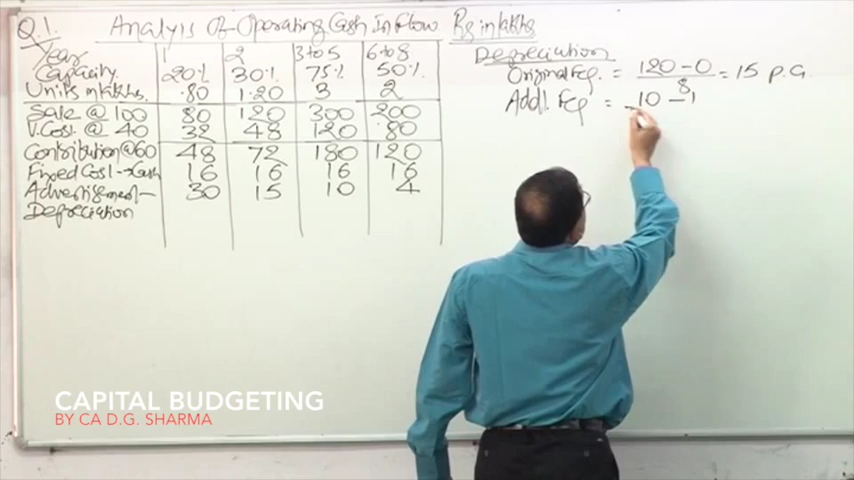 Q.1. Analysis Of Operating Cash Inflow Rs in lakhs
Year 1 2 3 to 5 6 to 8
Capacity 20% 30% 75% 50%
Units in lakhs .80 1.20 3 2
Sale @ 100 80 120 300 200
V. Cost @ 40 32 48 120 80
Contribution @ 60 48 72 180 120
Fixed Cost → Cash 16 16 16 16
Advertisement — 30 15 10 4
Depreciation
Depreciation
Original Eqp. = 120 - 0 / 8 = 15 p.a.
Addl. Eqp = 10 - 1
CAPITAL BUDGETING
BY CA D.G. SHARMA